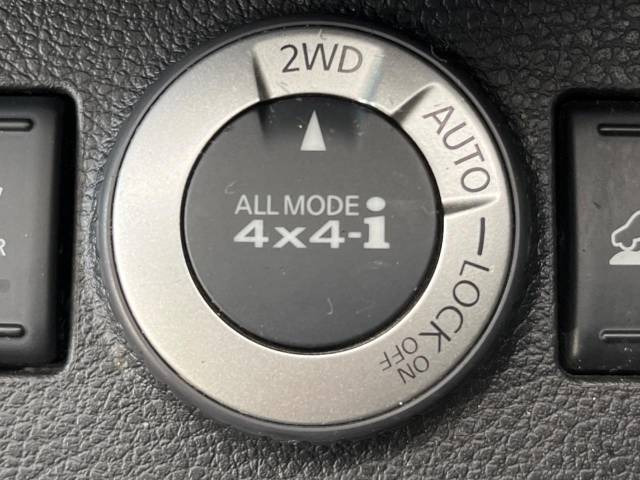 2WD
AUTO
LOCK
ON
OFF
ALL MODE
4x4-i
R